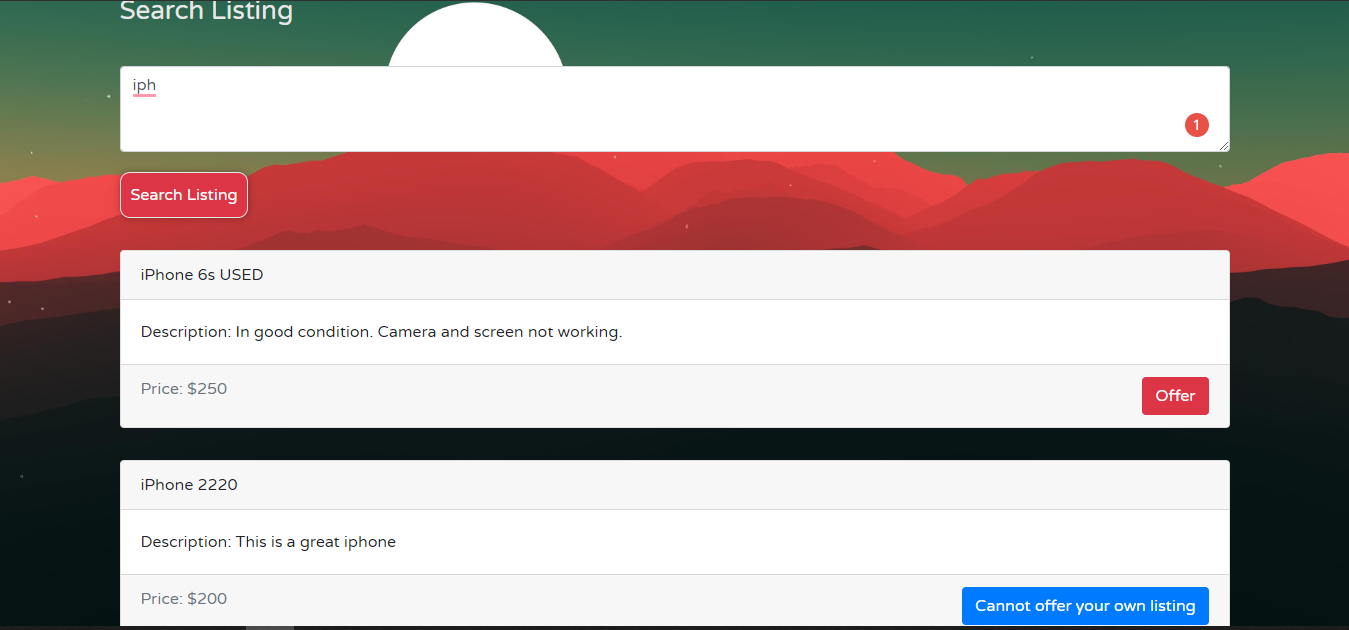 Search Listing
iph
1
Search Listing
iPhone 6s USED
Description: In good condition. Camera and screen not working.
Price: $250
Offer
iPhone 2220
Description: This is a great iphone
Price: $200
Cannot offer your own listing